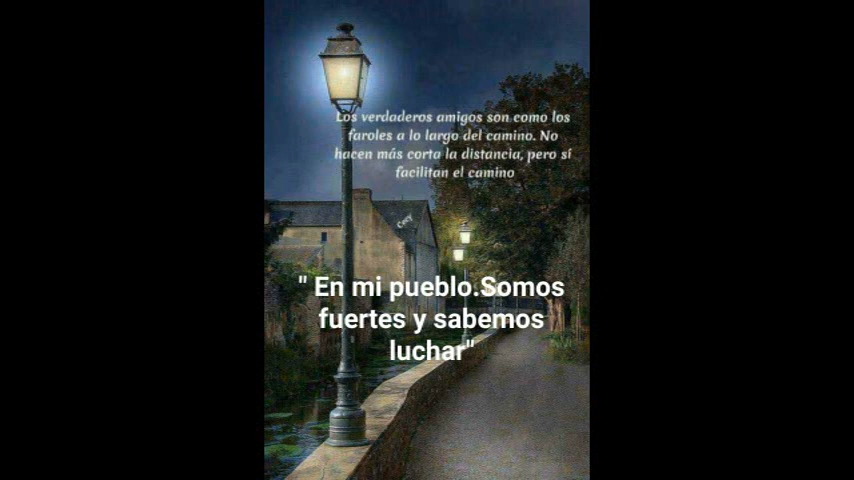 Los verdaderos amigos son como los
faroles a lo largo del camino. No
hacen más corta la distancia, pero sí
facilitan el camino
Cecy
" En mi pueblo.Somos
fuertes y sabemos
luchar"